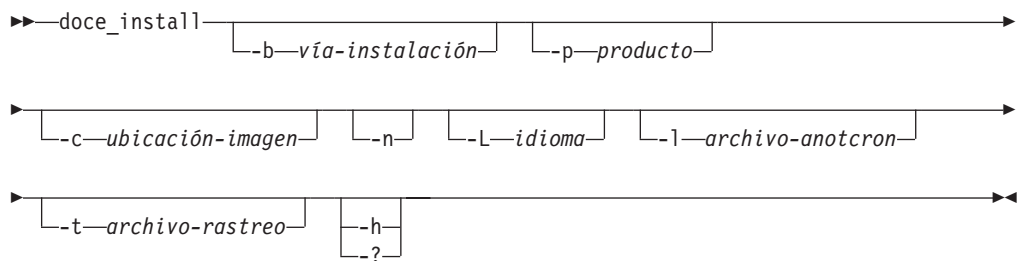 doce_install
-b vía-instalación -p producto
-c ubicación-imagen -n -L idioma -l archivo-anotcron
-t archivo-rastreo -h
-?